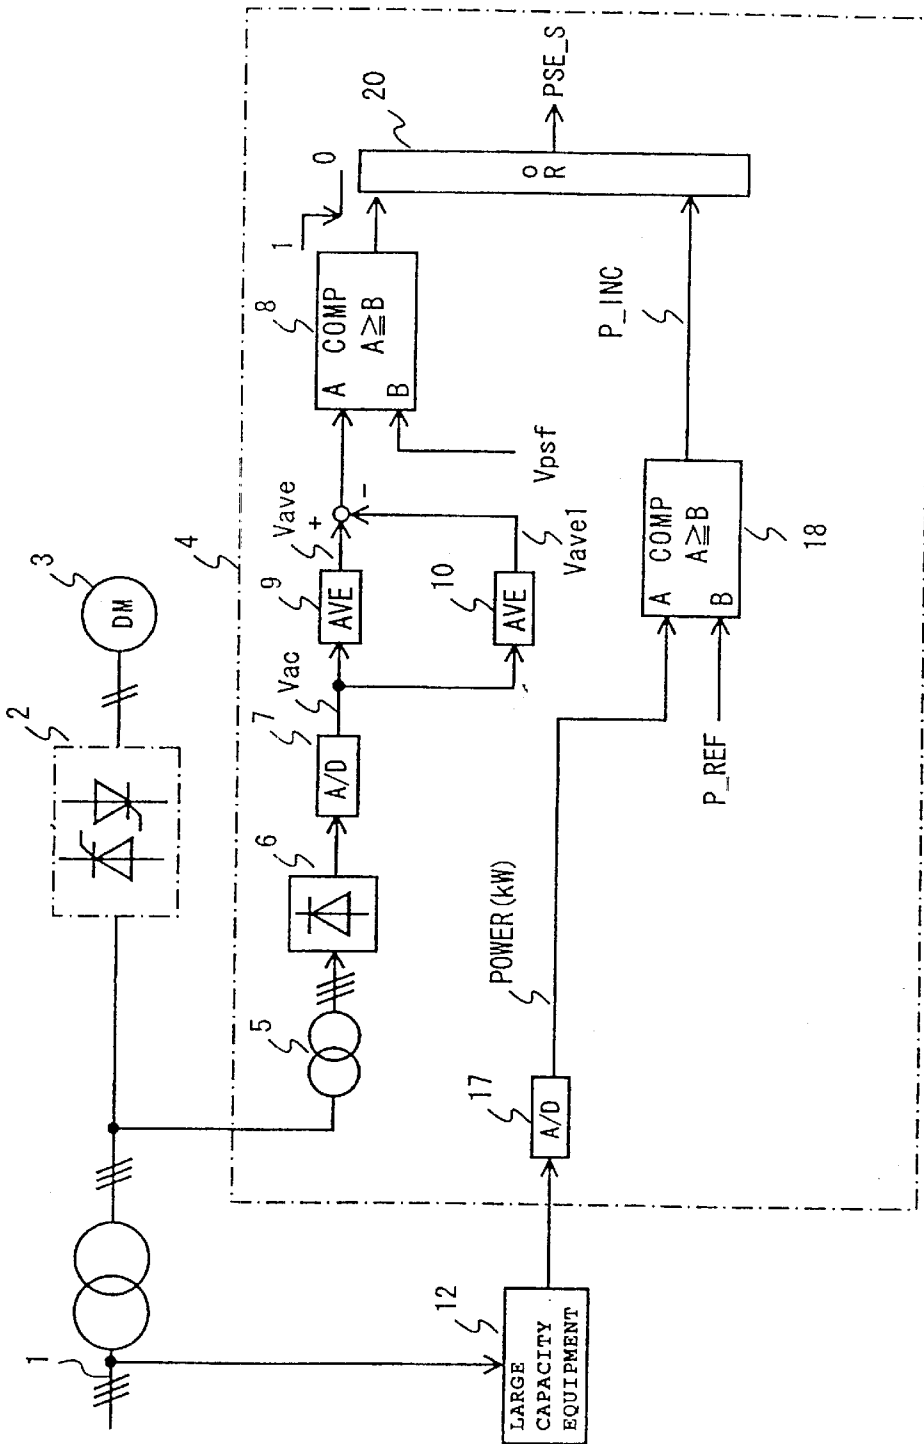 1
2
3
DM
4
5
6
7
A/D
Vac
9
AVE
Vave
+
-
10
AVE
Vave1
8
COMP
A≧B
A
B
Vpsf
1
0
20
OR
PSE_S
12
LARGE
CAPACITY
EQUIPMENT
17
A/D
POWER(kW)
P_REF
A
B
COMP
A≧B
18
P_INC